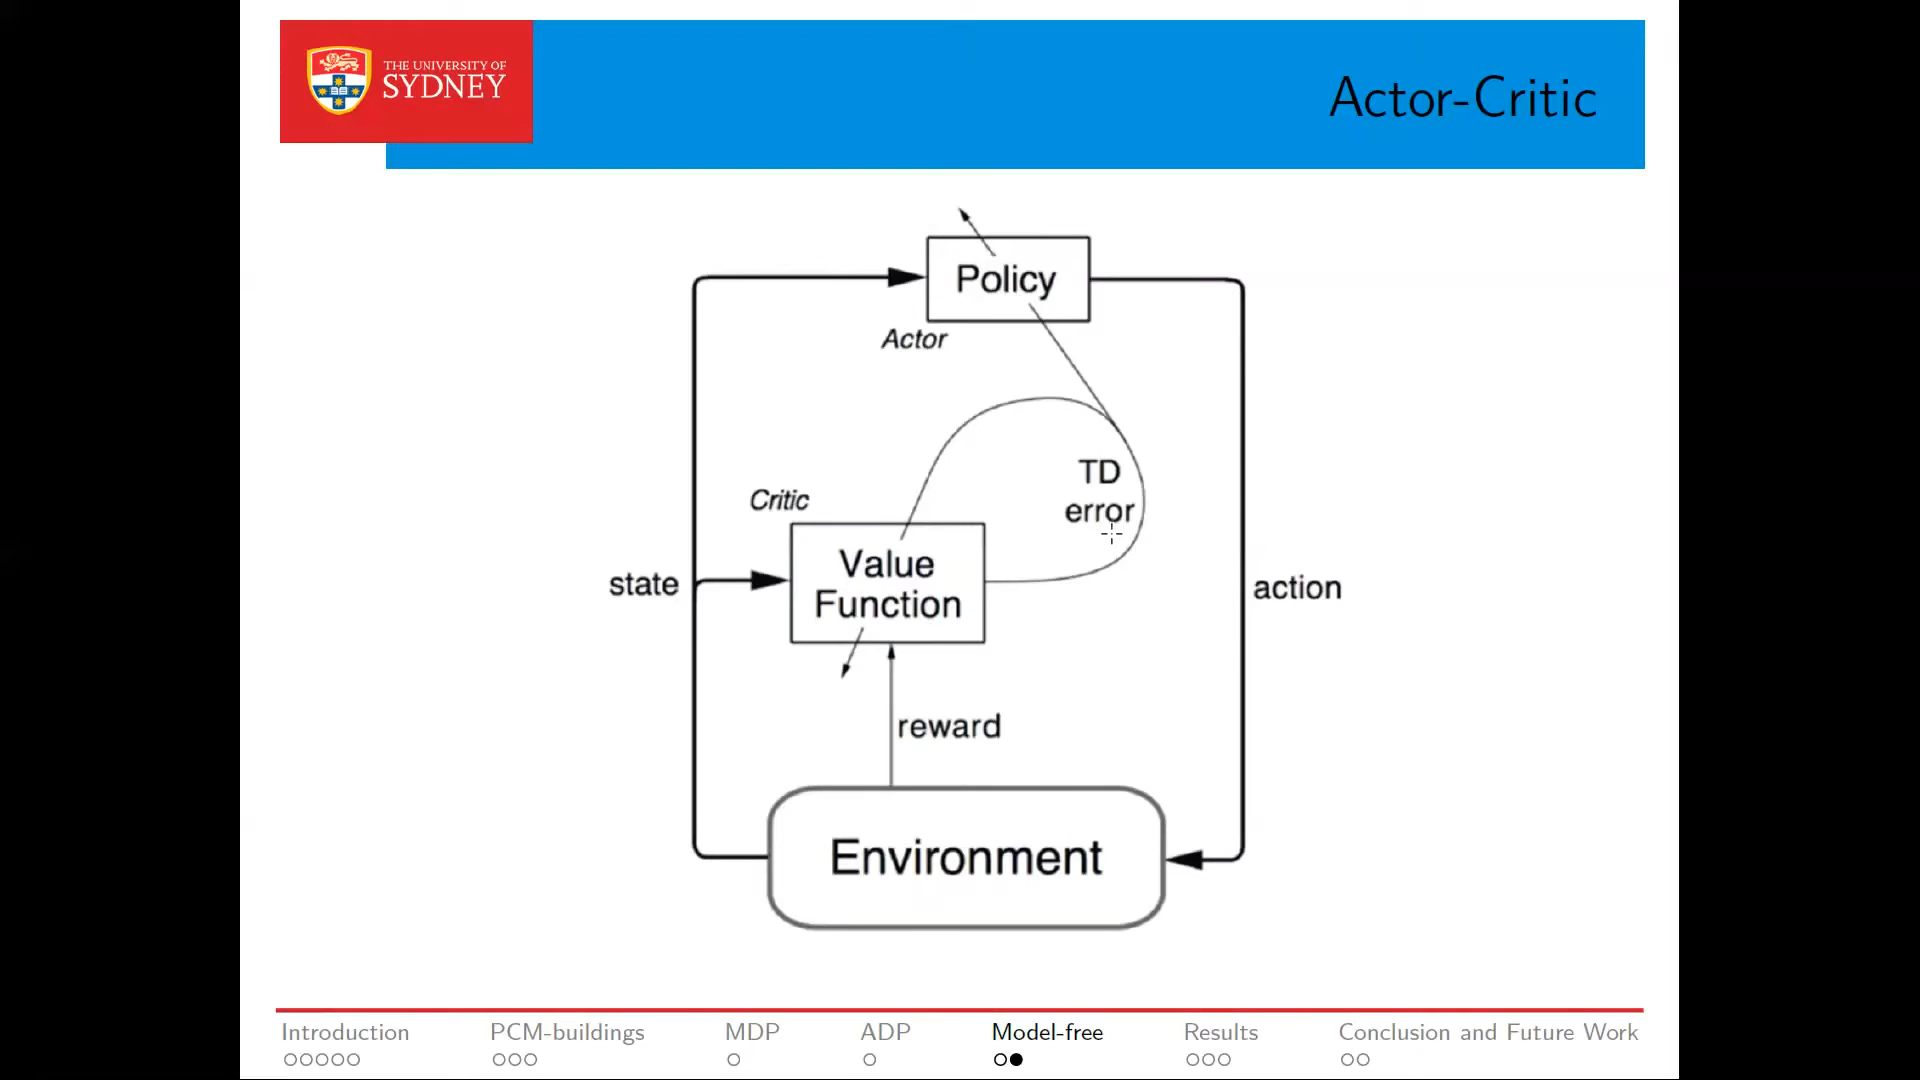 THE UNIVERSITY OF
SYDNEY
Actor-Critic
Policy
Actor
TD
error
Critic
Value
Function
state
action
reward
Environment
Introduction PCM-buildings MDP ADP Model-free Results Conclusion and Future Work